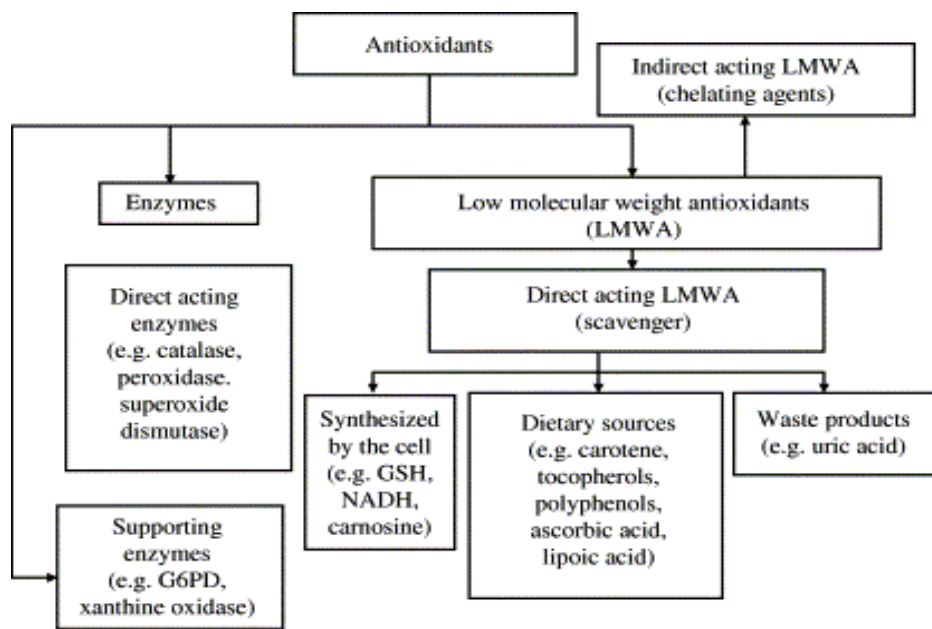 Antioxidants
Indirect acting LMWA
(chelating agents)
Enzymes
Low molecular weight antioxidants
(LMWA)
Direct acting
enzymes
(e.g. catalase,
peroxidase.
superoxide
dismutase)
Direct acting LMWA
(scavenger)
Synthesized
by the cell
(e.g. GSH,
NADH,
carnosine)
Dietary sources
(e.g. carotene,
tocopherols,
polyphenols,
ascorbic acid,
lipoic acid)
Waste products
(e.g. uric acid)
Supporting
enzymes
(e.g. G6PD,
xanthine oxidase)